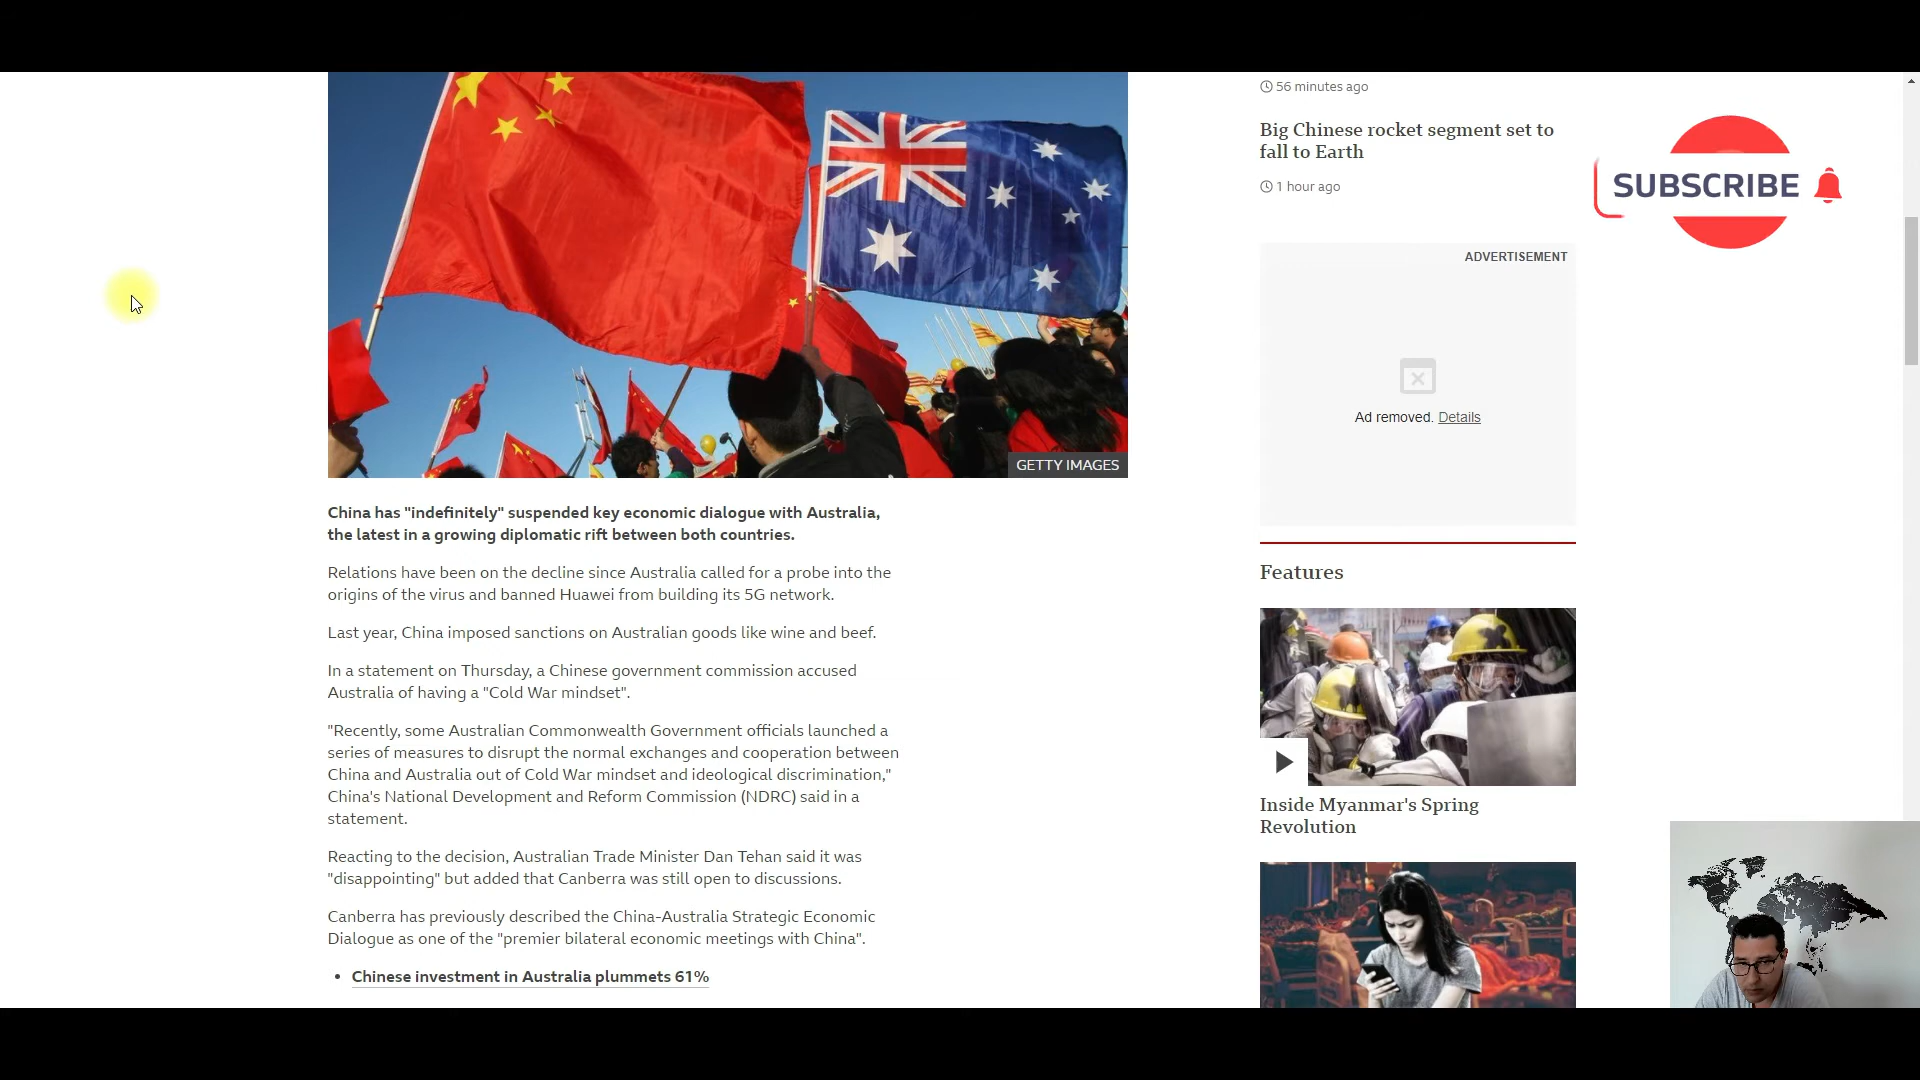 GETTY IMAGES
China has "indefinitely" suspended key economic dialogue with Australia,
the latest in a growing diplomatic rift between both countries.
Relations have been on the decline since Australia called for a probe into the
origins of the virus and banned Huawei from building its 5G network.
Last year, China imposed sanctions on Australian goods like wine and beef.
In a statement on Thursday, a Chinese government commission accused
Australia of having a "Cold War mindset".
"Recently, some Australian Commonwealth Government officials launched a
series of measures to disrupt the normal exchanges and cooperation between
China and Australia out of Cold War mindset and ideological discrimination,"
China's National Development and Reform Commission (NDRC) said in a
statement.
Reacting to the decision, Australian Trade Minister Dan Tehan said it was
"disappointing" but added that Canberra was still open to discussions.
Canberra has previously described the China-Australia Strategic Economic
Dialogue as one of the "premier bilateral economic meetings with China".
• Chinese investment in Australia plummets 61%
56 minutes ago
Big Chinese rocket segment set to
fall to Earth
1 hour ago
ADVERTISEMENT
Ad removed. Details
Features
Inside Myanmar's Spring
Revolution
SUBSCRIBE